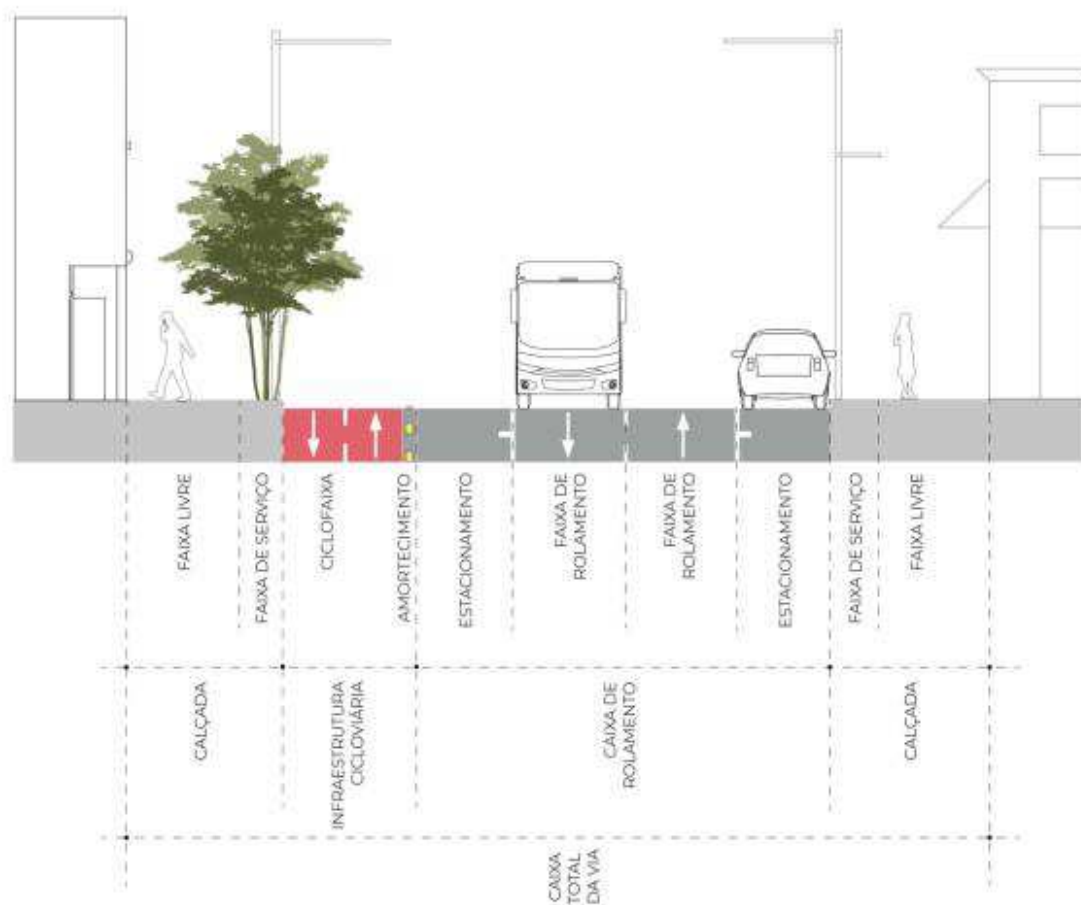 FAIXA LIVRE
FAIXA DE SERVIÇO
CICLOFAIXA
AMORTECIMENTO
ESTACIONAMENTO
FAIXA DE
ROLAMENTO
FAIXA DE
ROLAMENTO
ESTACIONAMENTO
FAIXA DE SERVIÇO
FAIXA LIVRE
CALÇADA
INFRAESTRUTURA
CICLOVIÁRIA
CAIXA DE
ROLAMENTO
CALÇADA
CAIXA
TOTAL
DA VIA